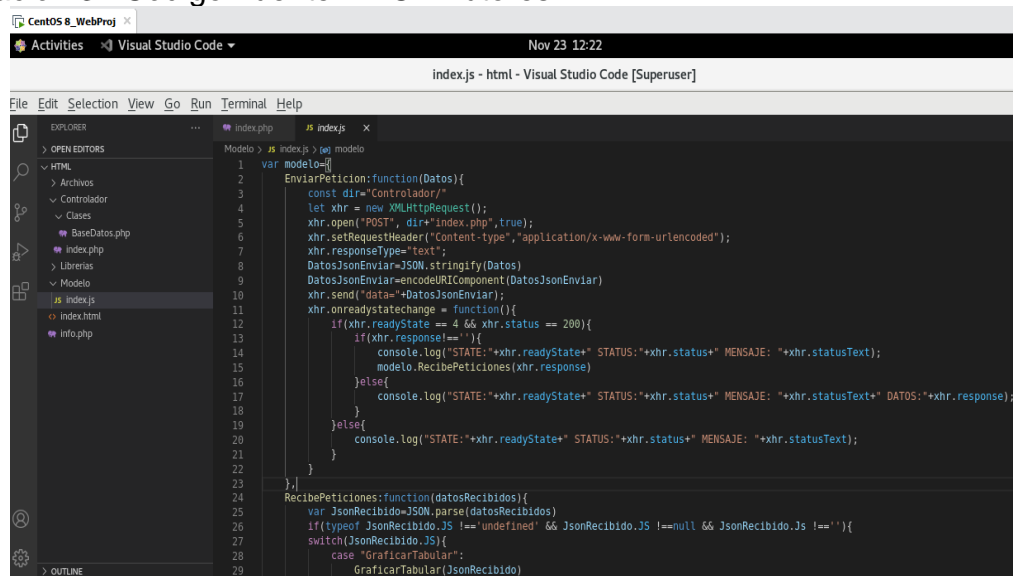 CentOS 8_WebProj ×
Activities Visual Studio Code Nov 23 12:22
index.js - html - Visual Studio Code [Superuser]
File Edit Selection View Go Run Terminal Help
EXPLORER ... index.php JS index.js ×
> OPEN EDITORS Modelo > JS index.js > modelo
HTML
> Archivos
Controlador
Clases
BaseDatos.php
index.php
> Librerias
Modelo
JS index.js
<> index.html
info.php
> OUTLINE
1 var modelo={
2 EnviarPeticion:function(Datos){
3 const dir="Controlador/"
4 let xhr = new XMLHttpRequest();
5 xhr.open("POST", dir+"index.php",true);
6 xhr.setRequestHeader("Content-type","application/x-www-form-urlencoded");
7 xhr.responseType="text";
8 DatosJsonEnviar=JSON.stringify(Datos)
9 DatosJsonEnviar=encodeURIComponent(DatosJsonEnviar)
10 xhr.send("data="+DatosJsonEnviar);
11 xhr.onreadystatechange = function(){
12 if(xhr.readyState == 4 && xhr.status == 200){
13 if(xhr.response!==''){
14 console.log("STATE:"+xhr.readyState+" STATUS:"+xhr.status+" MENSAJE: "+xhr.statusText);
15 modelo.RecibePeticiones(xhr.response)
16 }else{
17 console.log("STATE:"+xhr.readyState+" STATUS:"+xhr.status+" MENSAJE: "+xhr.statusText+" DATOS:"+xhr.response);
18 }
19 }else{
20 console.log("STATE:"+xhr.readyState+" STATUS:"+xhr.status+" MENSAJE: "+xhr.statusText);
21 }
22 }
23 },
24 RecibePeticiones:function(datosRecibidos){
25 var JsonRecibido=JSON.parse(datosRecibidos)
26 if(typeof JsonRecibido.JS !=='undefined' && JsonRecibido.JS !==null && JsonRecibido.Js !==''){
27 switch(JsonRecibido.JS){
28 case "GraficarTabular":
29 GraficarTabular(JsonRecibido)